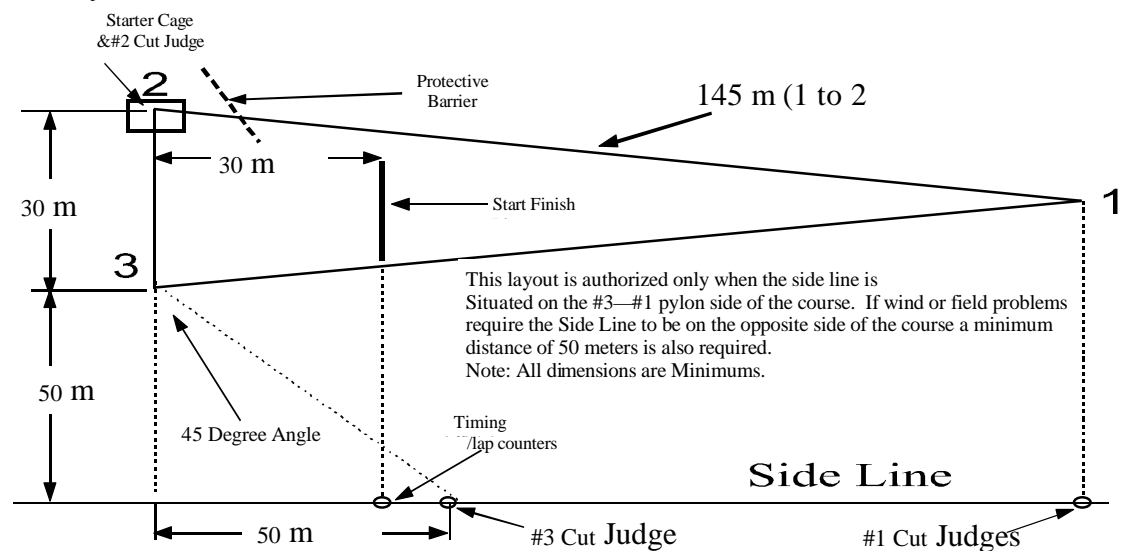 Starter Cage
&#2 Cut Judge
2
Protective
Barrier
145 m (1 to 2
30 m
1
30 m
Start Finish
3
This layout is authorized only when the side line is
Situated on the #3—#1 pylon side of the course. If wind or field problems
require the Side Line to be on the opposite side of the course a minimum
distance of 50 meters is also required.
Note: All dimensions are Minimums.
50 m
45 Degree Angle
Timing
/lap counters
Side Line
50 m
#3 Cut Judge
#1 Cut Judges